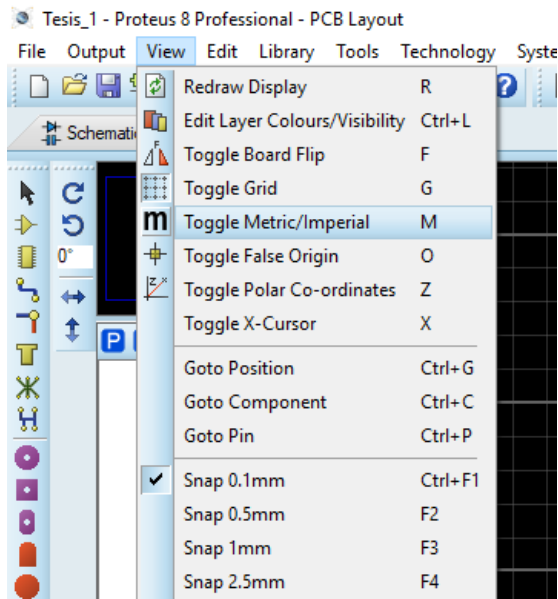 Tesis_1 - Proteus 8 Professional - PCB Layout
File Output View Edit Library Tools Technology
Redraw Display R
Edit Layer Colours/Visibility Ctrl+L
Toggle Board Flip F
Toggle Grid G
m Toggle Metric/Imperial M
0° Toggle False Origin O
Toggle Polar Co-ordinates Z
Toggle X-Cursor X
P
Goto Position Ctrl+G
Goto Component Ctrl+C
Goto Pin Ctrl+P
Snap 0.1mm Ctrl+F1
Snap 0.5mm F2
Snap 1mm F3
Snap 2.5mm F4